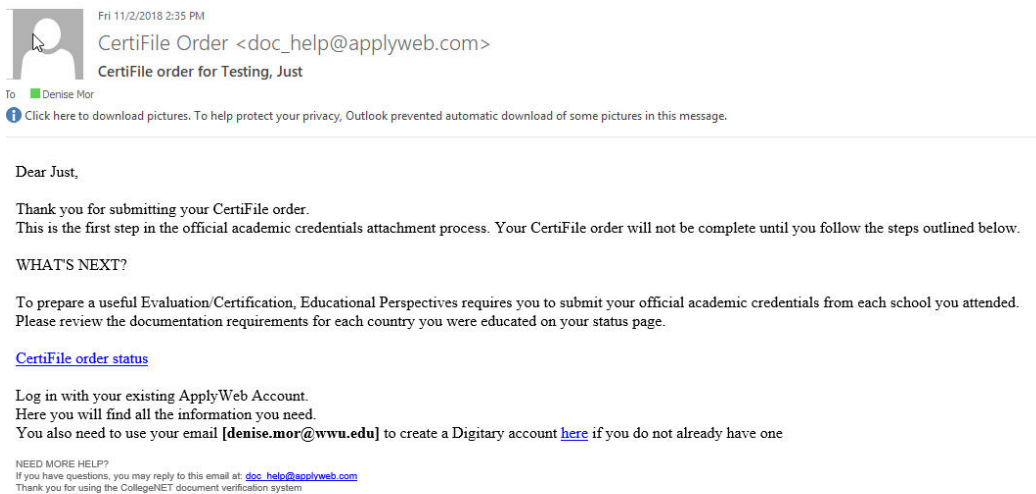 Fri 11/2/2018 2:35 PM
CertiFile Order <doc_help@applyweb.com>
CertiFile order for Testing, Just
To Denise Mor
Click here to download pictures. To help protect your privacy, Outlook prevented automatic download of some pictures in this message.
Dear Just,
Thank you for submitting your CertiFile order.
This is the first step in the official academic credentials attachment process. Your CertiFile order will not be complete until you follow the steps outlined below.
WHAT'S NEXT?
To prepare a useful Evaluation/Certification, Educational Perspectives requires you to submit your official academic credentials from each school you attended.
Please review the documentation requirements for each country you were educated on your status page.
CertiFile order status
Log in with your existing ApplyWeb Account.
Here you will find all the information you need.
You also need to use your email [denise.mor@wwu.edu] to create a Digitary account here if you do not already have one
NEED MORE HELP?
If you have questions, you may reply to this email at: doc_help@applyweb.com
Thank you for using the CollegeNET document verification system